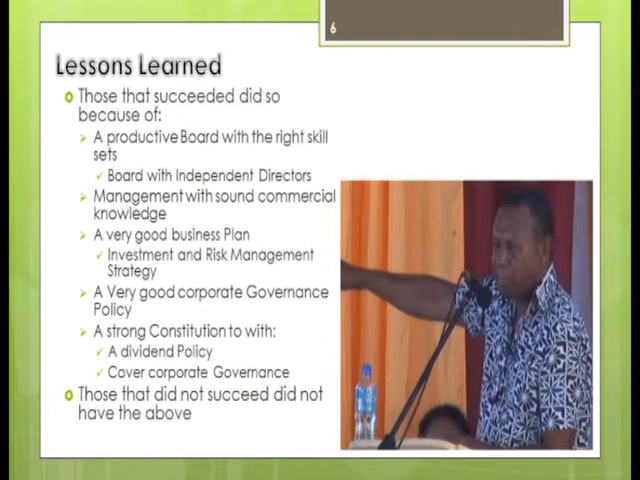 6
Lessons Learned
Those that succeeded did so
because of:
A productive Board with the right skill
sets
Board with Independent Directors
Management with sound commercial
knowledge
A very good business Plan
Investment and Risk Management
Strategy
A Very good corporate Governance
Policy
A strong Constitution to with:
A dividend Policy
Cover corporate Governance
Those that did not succeed did not
have the above